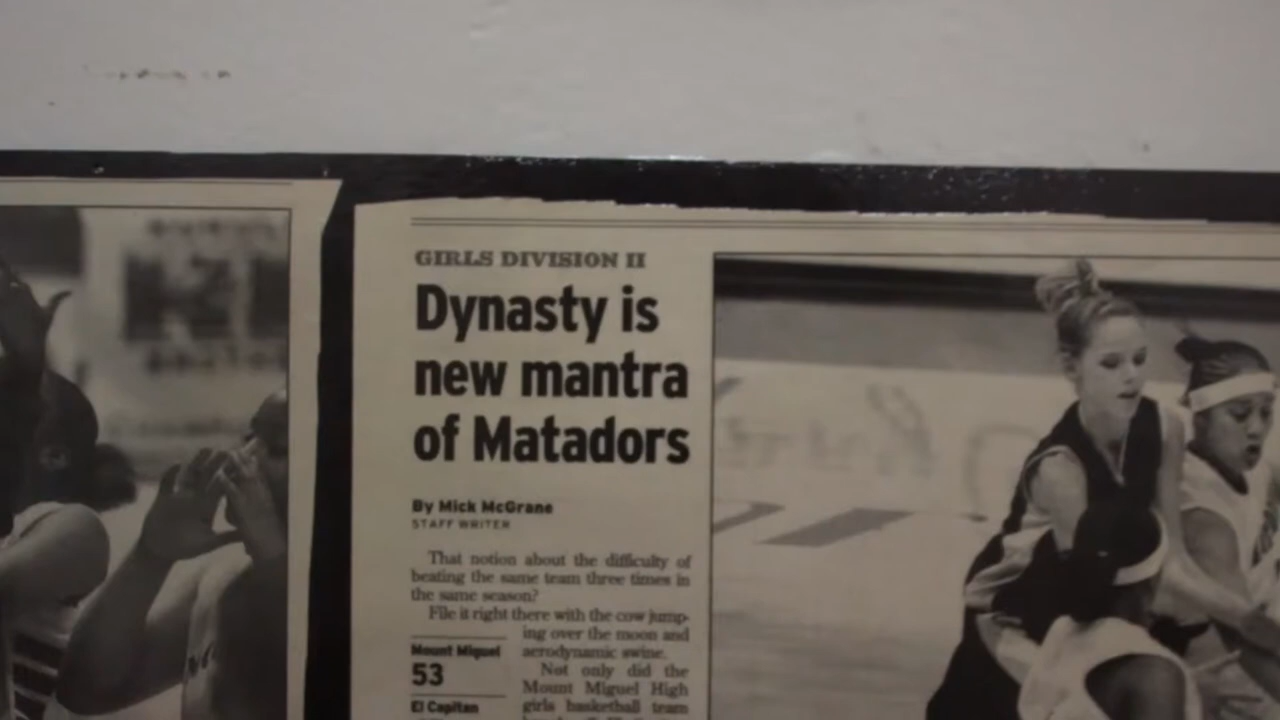 GIRLS DIVISION II
Dynasty is
new mantra
of Matadors
By Mick McGrane
STAFF WRITER
That notion about the difficulty of
beating the same team three times in
the same season?
File it right there with the cow jump-
ing over the moon and
aerodynamic swine.
Not only did the
Mount Miguel High
girls basketball team
Mount Miguel
53
El Capitan